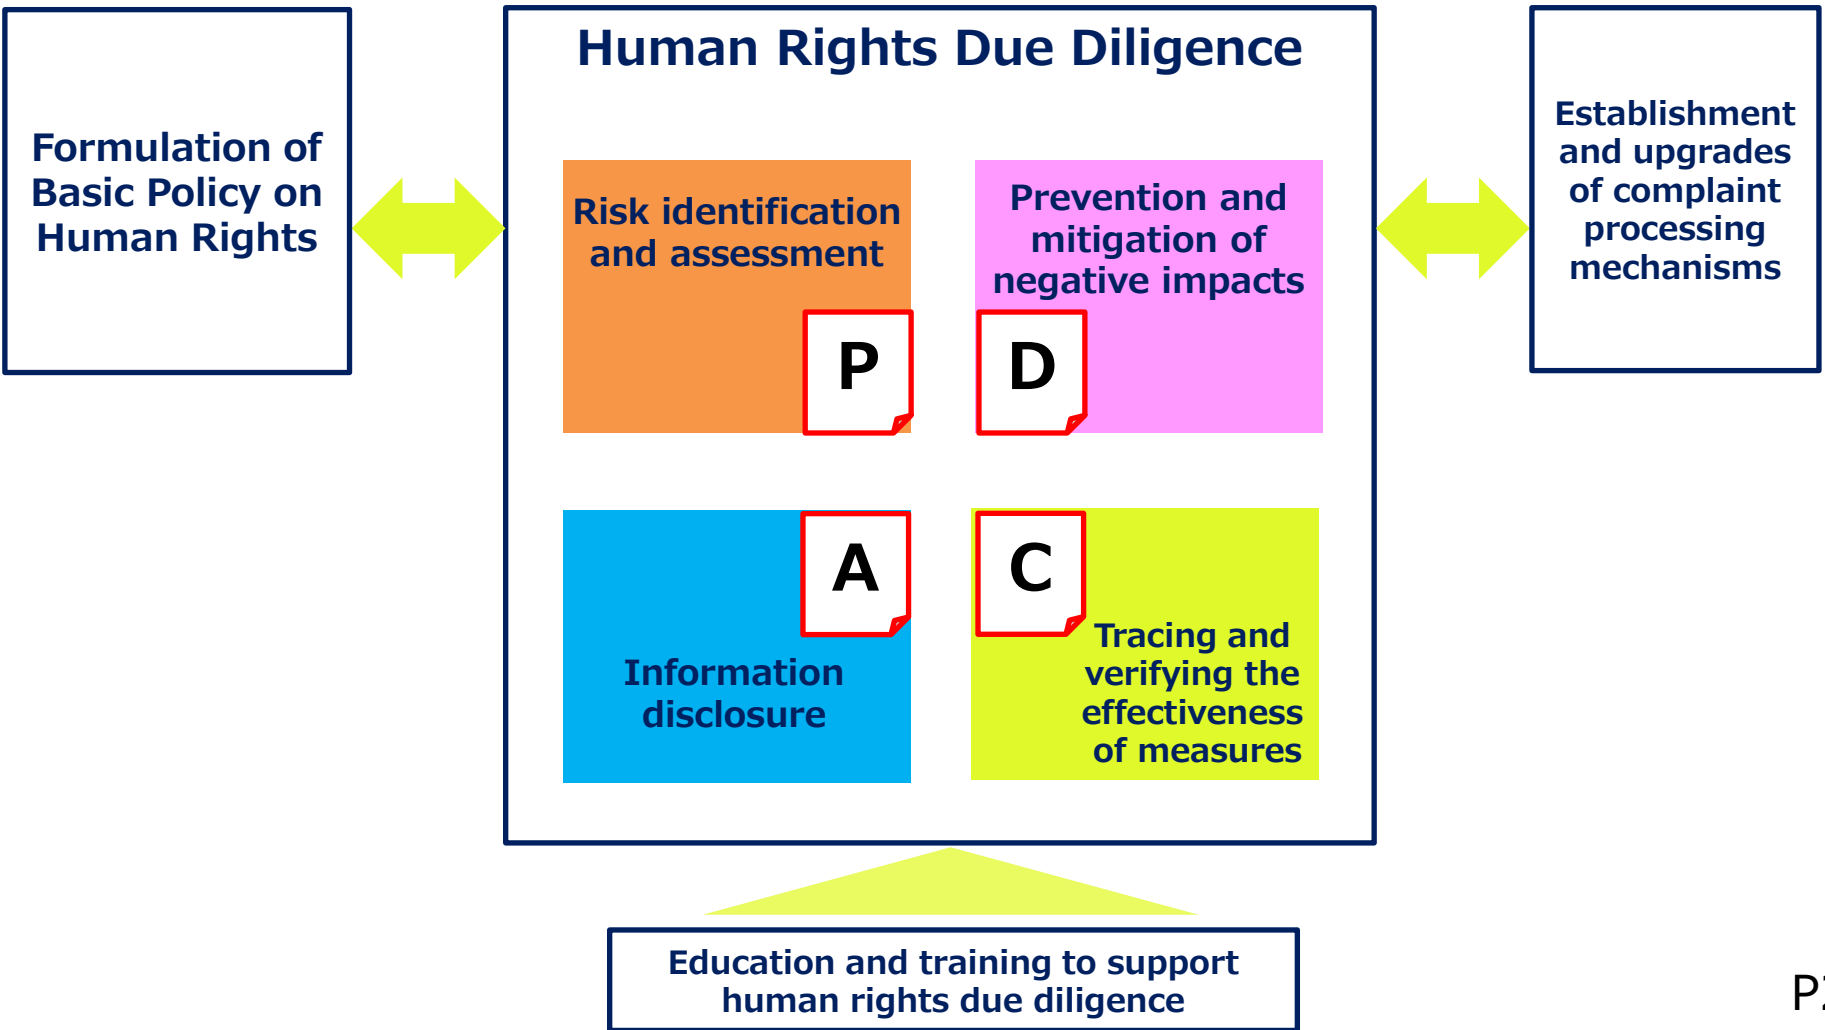 Formulation of
Basic Policy on
Human Rights
Human Rights Due Diligence
Risk identification
and assessment
P
Prevention and
mitigation of
negative impacts
D
A
Information
disclosure
C
Tracing and
verifying the
effectiveness
of measures
Establishment
and upgrades
of complaint
processing
mechanisms
Education and training to support
human rights due diligence